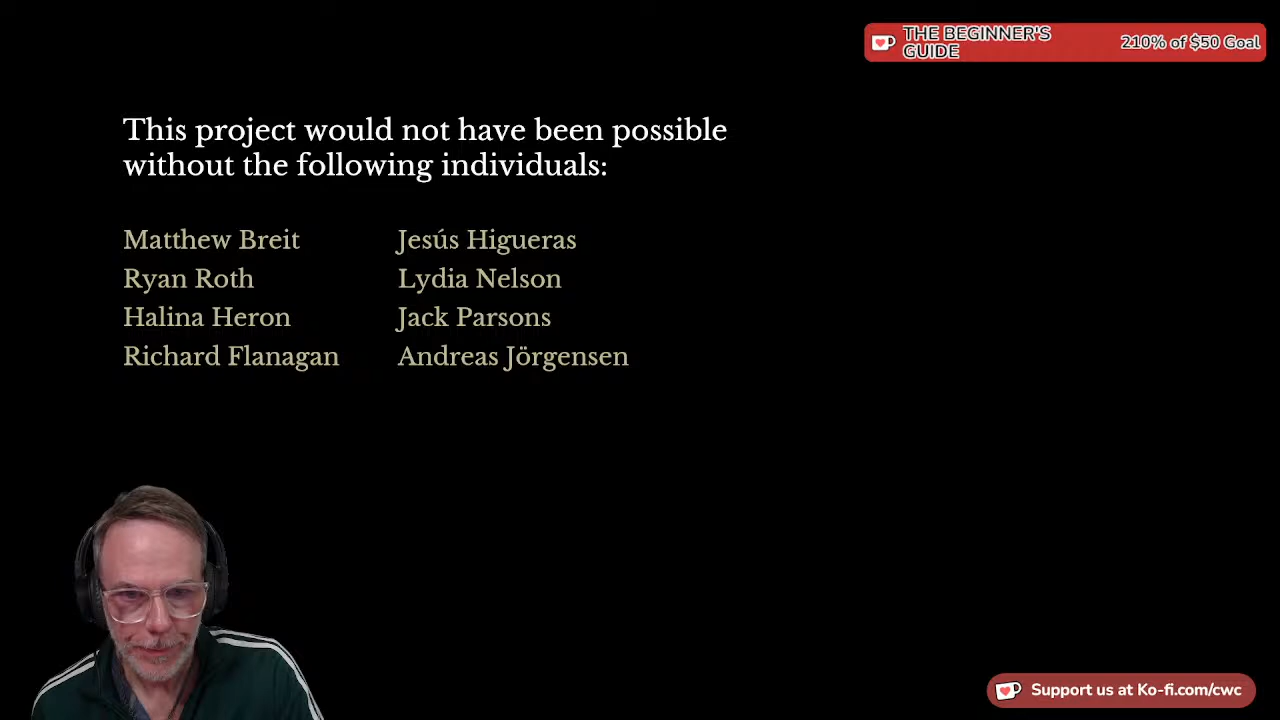 THE BEGINNER'S
GUIDE
210% of $50 Goal
This project would not have been possible
without the following individuals:
Matthew Breit
Jesús Higueras
Ryan Roth
Lydia Nelson
Halina Heron
Jack Parsons
Richard Flanagan
Andreas Jörgensen
Support us at Ko-fi.com/cwc